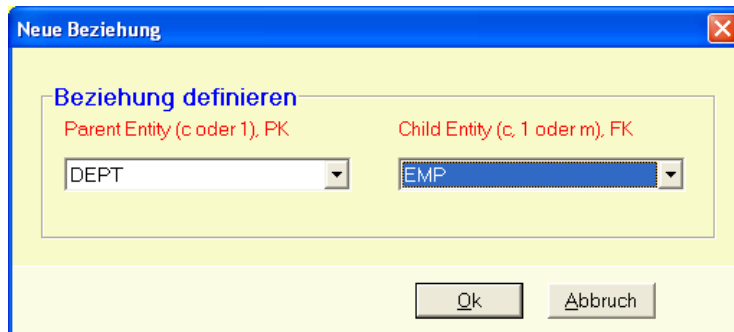 Neue Beziehung
Beziehung definieren
Parent Entity (c oder 1), PK
Child Entity (c, 1 oder m), FK
DEPT
EMP
Ok
Abbruch